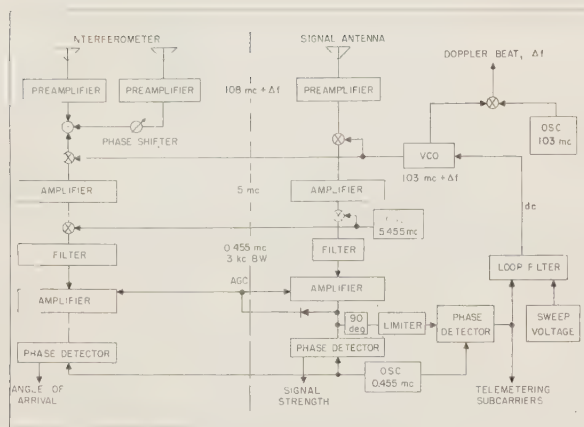 NTERFEROMETER
SIGNAL ANTENNA
DOPPLER BEAT, Δf
PREAMPLIFIER
PREAMPLIFIER
108 mc + Δf
PREAMPLIFIER
PHASE SHIFTER
OSC
103 mc
VCO
103 mc + Δf
AMPLIFIER
5 mc
AMPLIFIER
dc
5.455 mc
FILTER
0.455 mc
3 kc BW
FILTER
LOOP FILTER
AGC
AMPLIFIER
AMPLIFIER
90
deg
LIMITER
PHASE
DETECTOR
SWEEP
VOLTAGE
PHASE DETECTOR
PHASE DETECTOR
OSC
0.455 mc
ANGLE OF
ARRIVAL
SIGNAL
STRENGTH
TELEMETERING
SUBCARRIERS